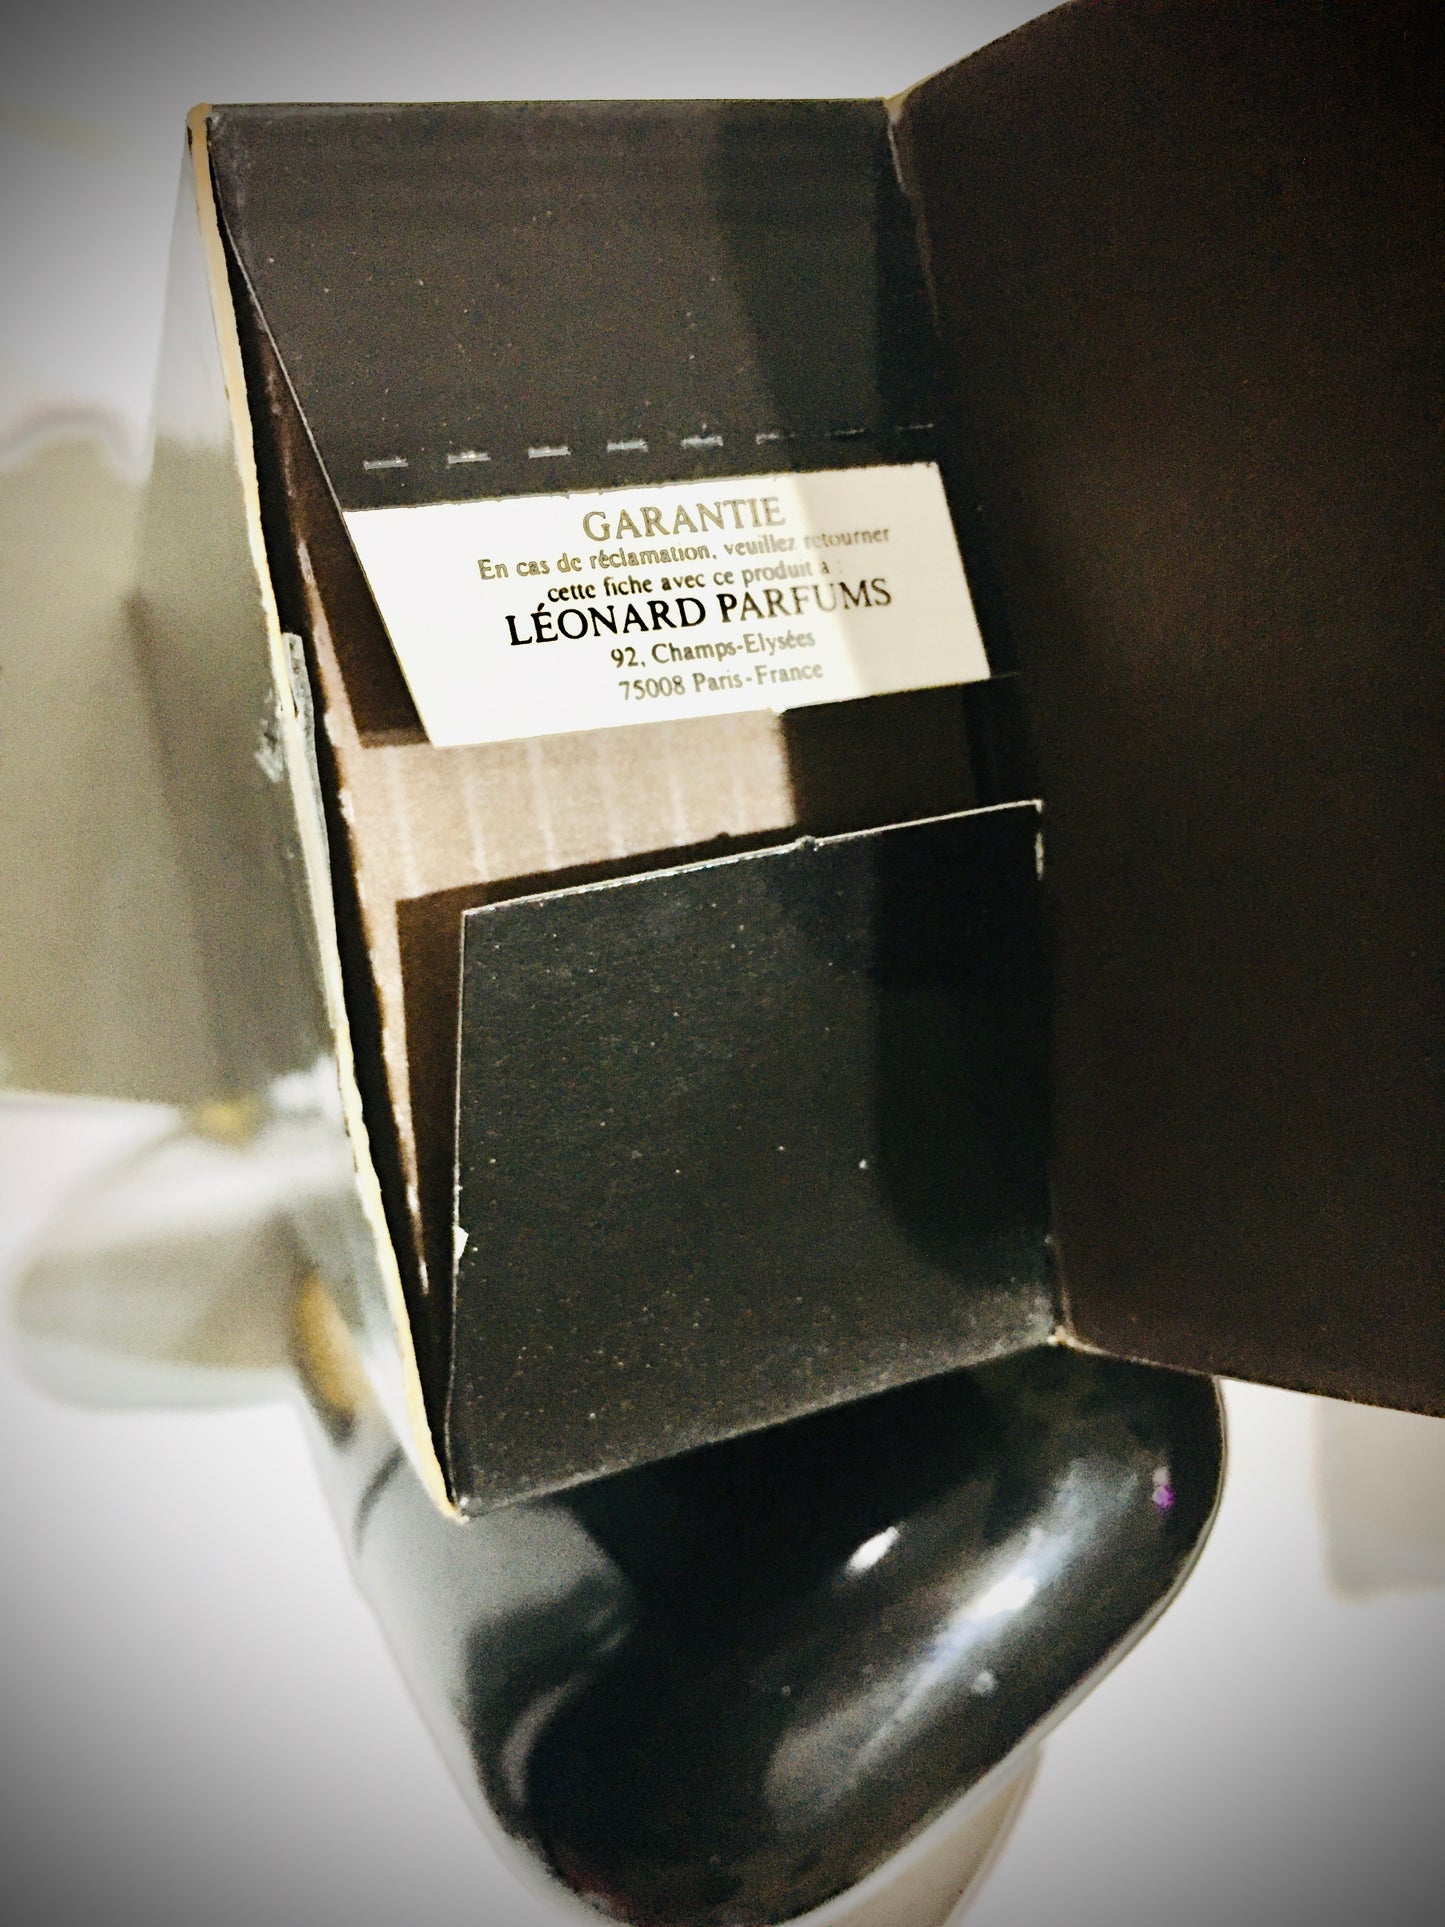 GARANTIE
En cas de réclamation, veuillez retourner
cette fiche avec ce produit à :
LÉONARD PARFUMS
92, Champs-Elysées
75008 Paris-France